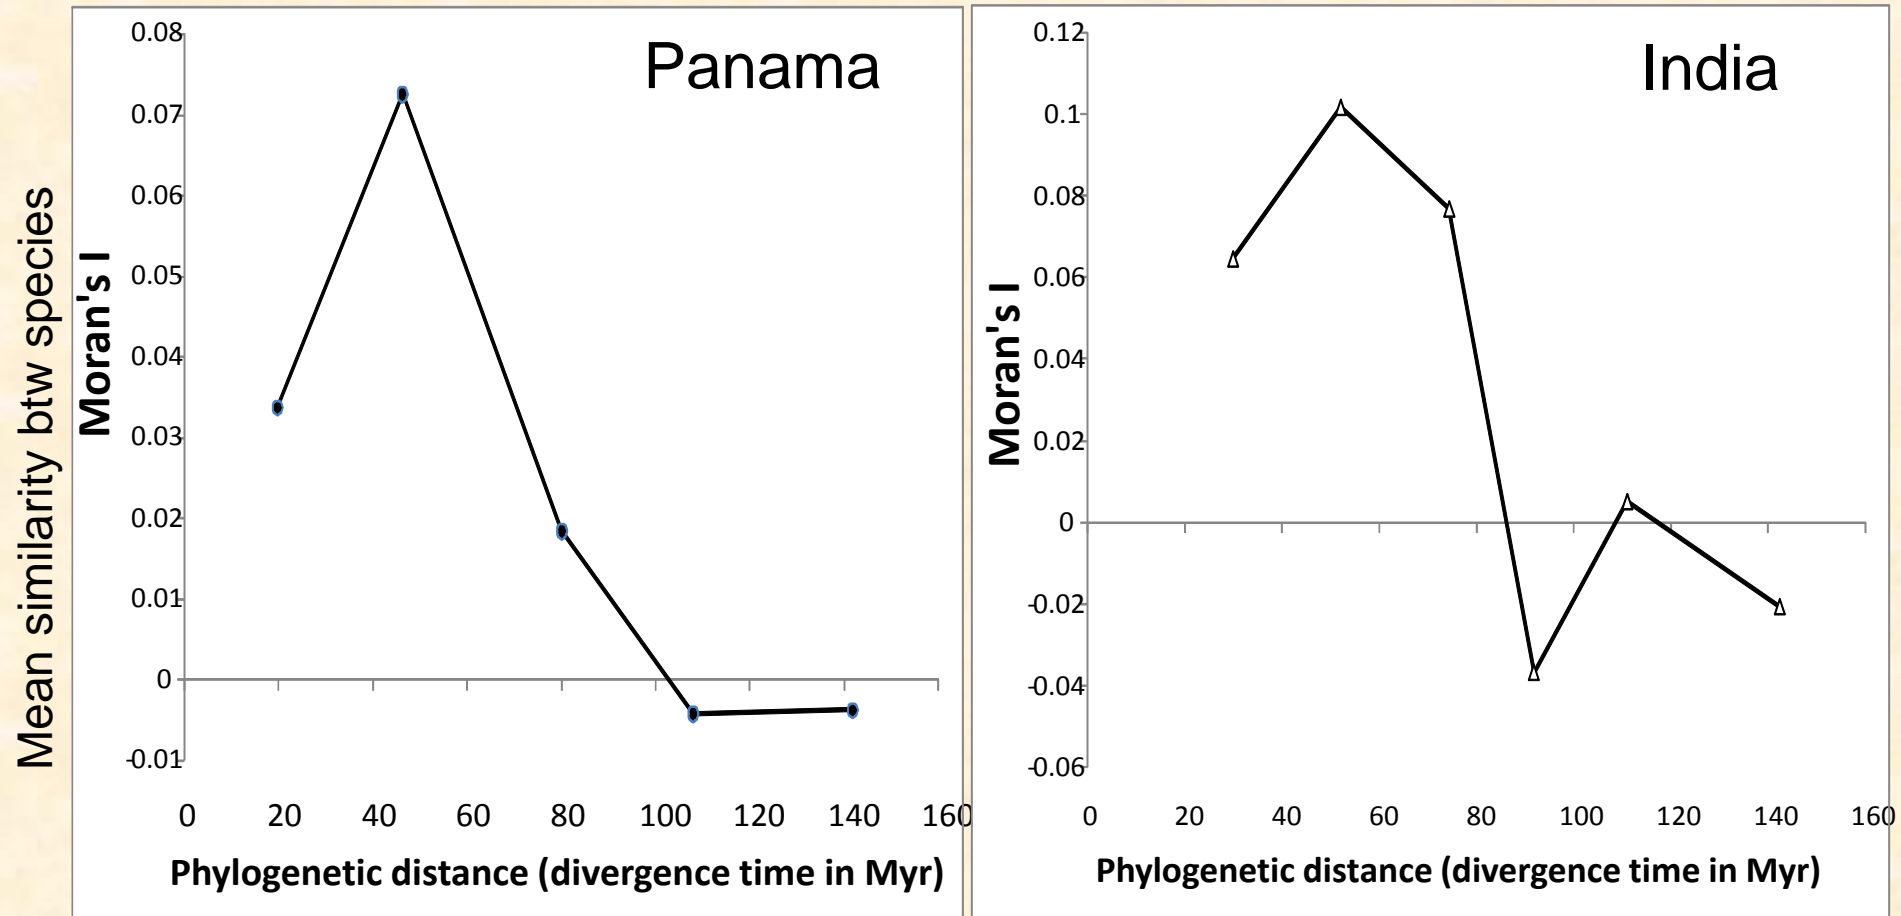 Mean similarity btw species
Panama
Moran's I
0.08
0.07
0.06
0.05
0.04
0.03
0.02
0.01
0
-0.01
0 20 40 60 80 100 120 140 160
Phylogenetic distance (divergence time in Myr)
India
Moran's I
0.12
0.1
0.08
0.06
0.04
0.02
0
-0.02
-0.04
-0.06
0 20 40 60 80 100 120 140 160
Phylogenetic distance (divergence time in Myr)